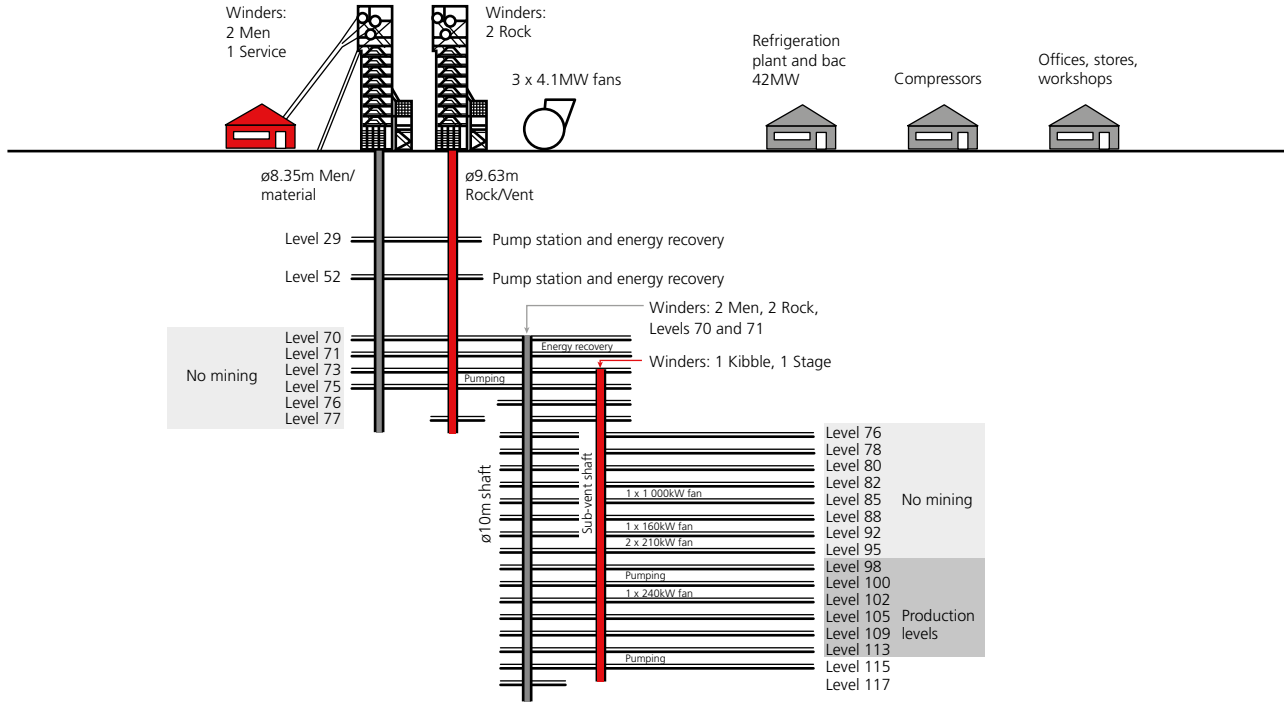 Winders:
2 Men
1 Service
Winders:
2 Rock
3 x 4.1MW fans
Refrigeration
plant and bac
42MW
Compressors
Offices, stores,
workshops
ø8.35m Men/
material
ø9.63m
Rock/Vent
Level 29
Pump station and energy recovery
Level 52
Pump station and energy recovery
Winders: 2 Men, 2 Rock,
Levels 70 and 71
Winders: 1 Kibble, 1 Stage
No mining
Level 70
Level 71
Level 73
Level 75
Level 76
Level 77
Energy recovery
Pumping
ø10m shaft
Sub-vent shaft
1 x 1 000kW fan
1 x 160kW fan
2 x 210kW fan
Pumping
1 x 240kW fan
Pumping
Level 76
Level 78
Level 80
Level 82
Level 85
Level 88
Level 92
Level 95
No mining
Level 98
Level 100
Level 102
Level 105
Level 109
Level 113
Production
levels
Level 115
Level 117